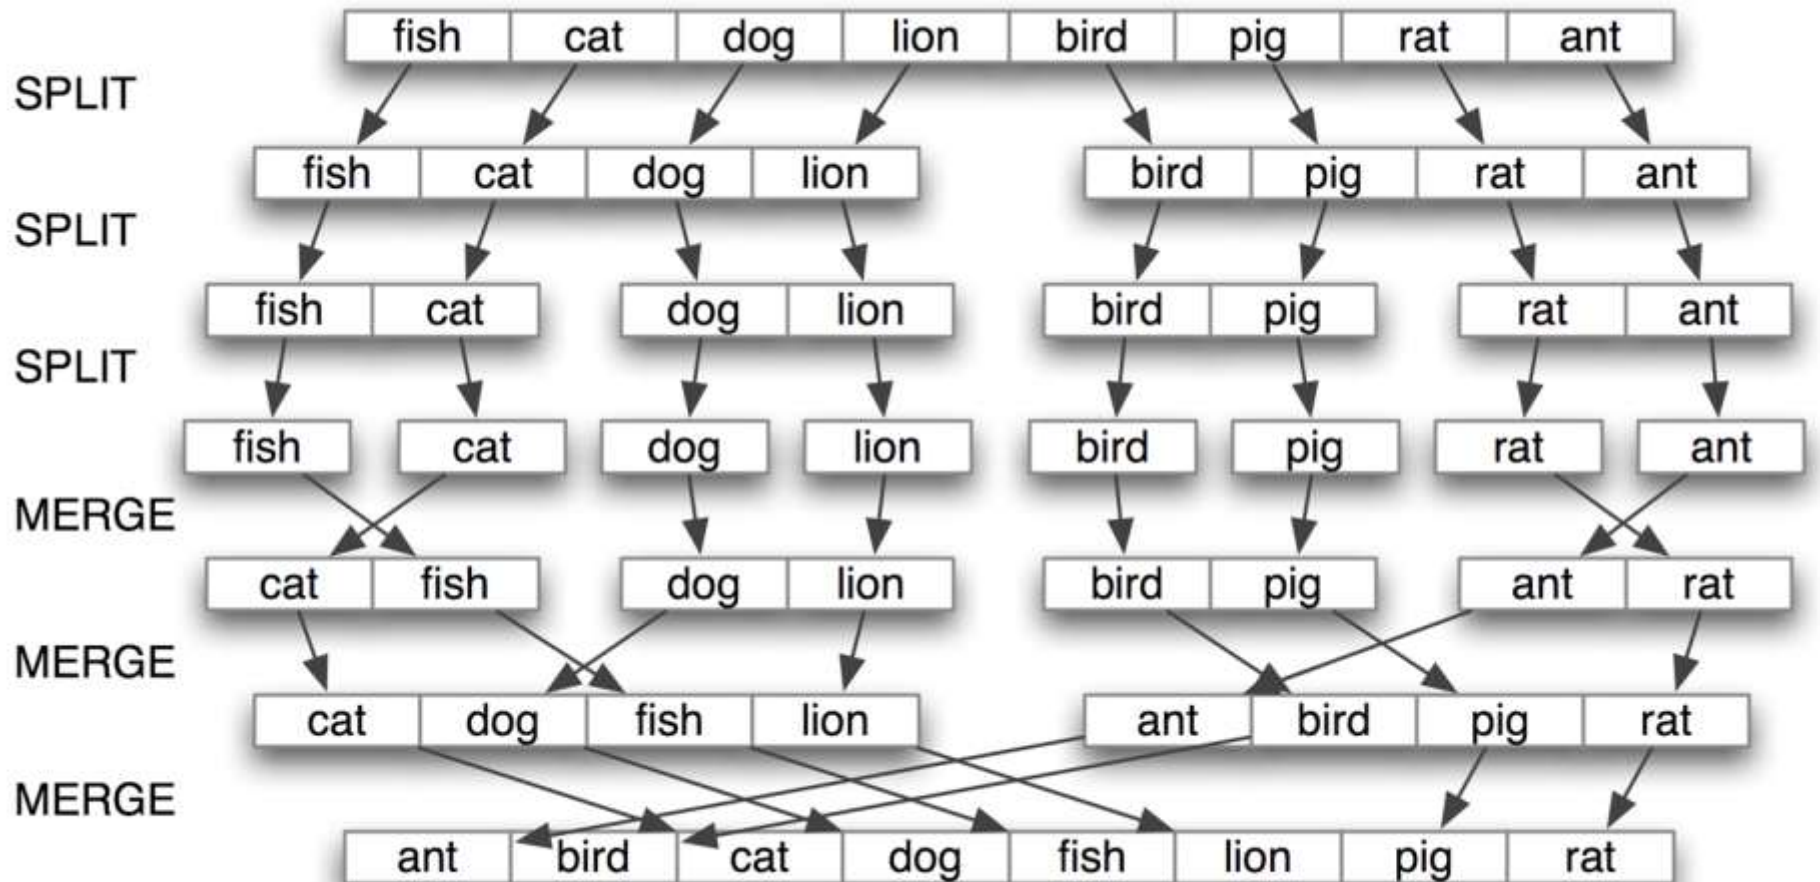 fish cat dog lion bird pig rat ant
SPLIT
fish cat dog lion bird pig rat ant
SPLIT
fish cat dog lion bird pig rat ant
SPLIT
fish cat dog lion bird pig rat ant
MERGE
cat fish dog lion bird pig ant rat
MERGE
cat dog fish lion ant bird pig rat
MERGE
ant bird cat dog fish lion pig rat